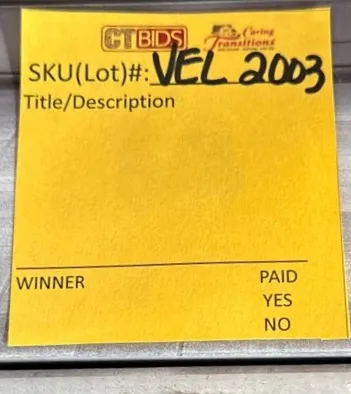 CTBIDS Caring Transitions
SKU(Lot)#: VEL 2003
Title/Description
WINNER PAID
YES
NO